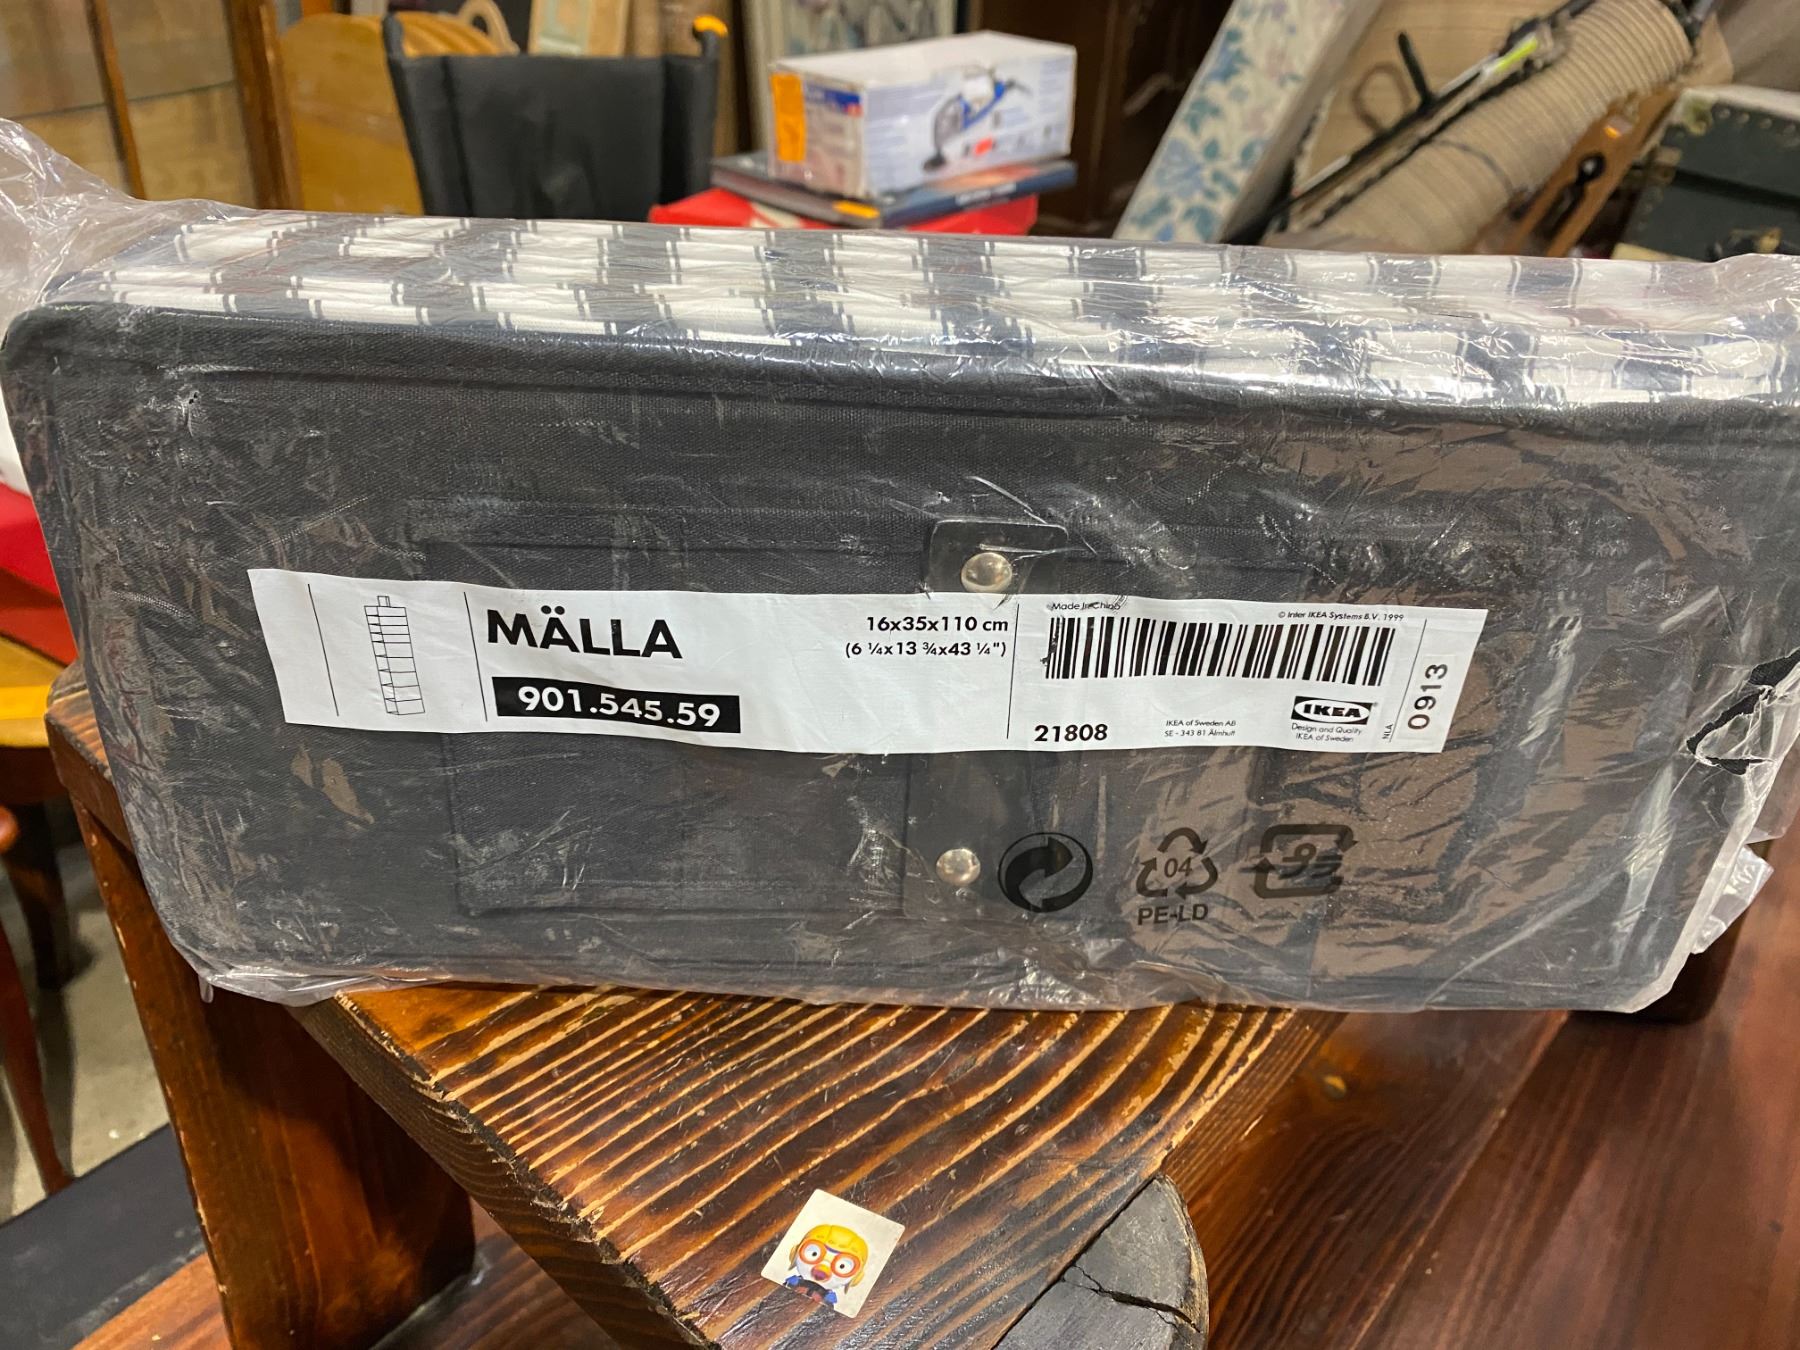 MÄLLA
901.545.59
16x35x110 cm
(6 ¼x13 ¾x43 ¼")
Made In China
© Inter IKEA Systems B.V. 1999
21808
IKEA of Sweden AB
SE - 343 81 Älmhult
IKEA
Design and Quality
IKEA of Sweden
NLA
0913
04
PE-LD